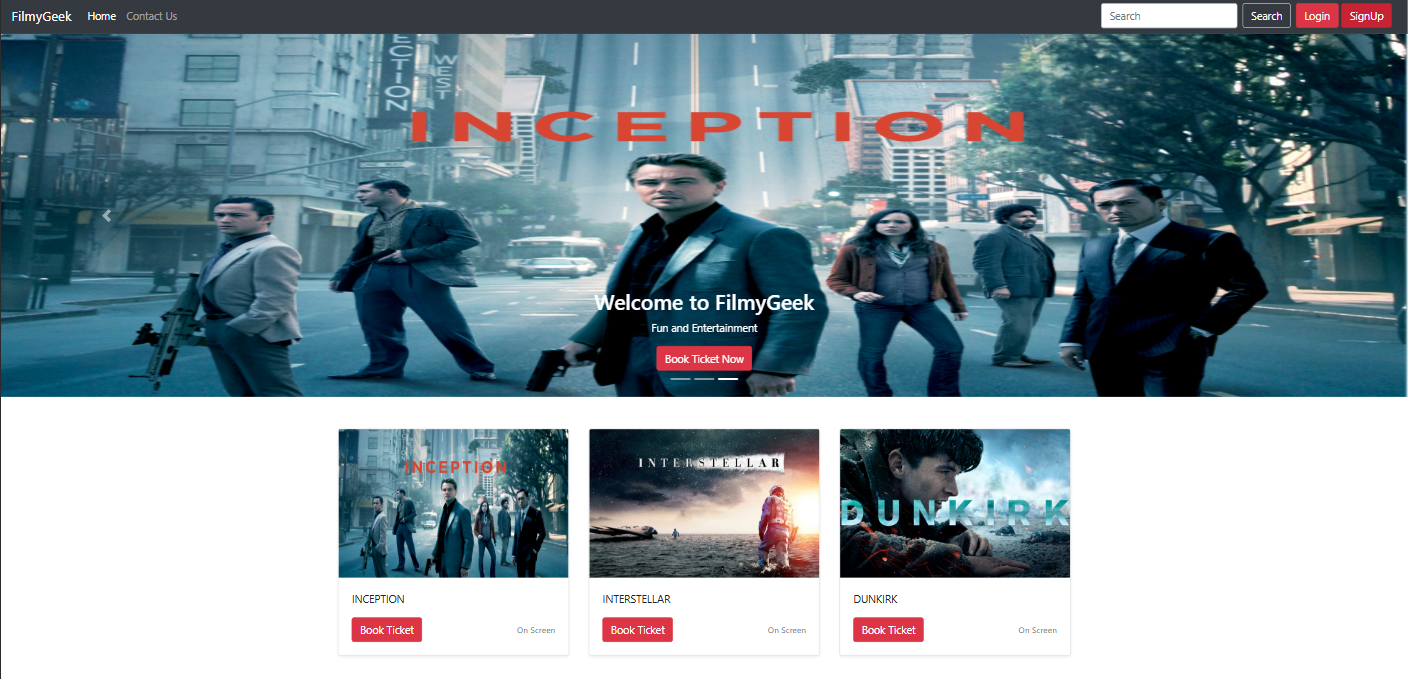 FilmyGeek Home Contact Us Search Search Login SignUp
ECTION
WEST
INCEPTION
Welcome to FilmyGeek
Fun and Entertainment
Book Ticket Now
INCEPTION INTERSTELLAR DUNKIRK
INCEPTION INTERSTELLAR DUNKIRK
Book Ticket On Screen Book Ticket On Screen Book Ticket On Screen